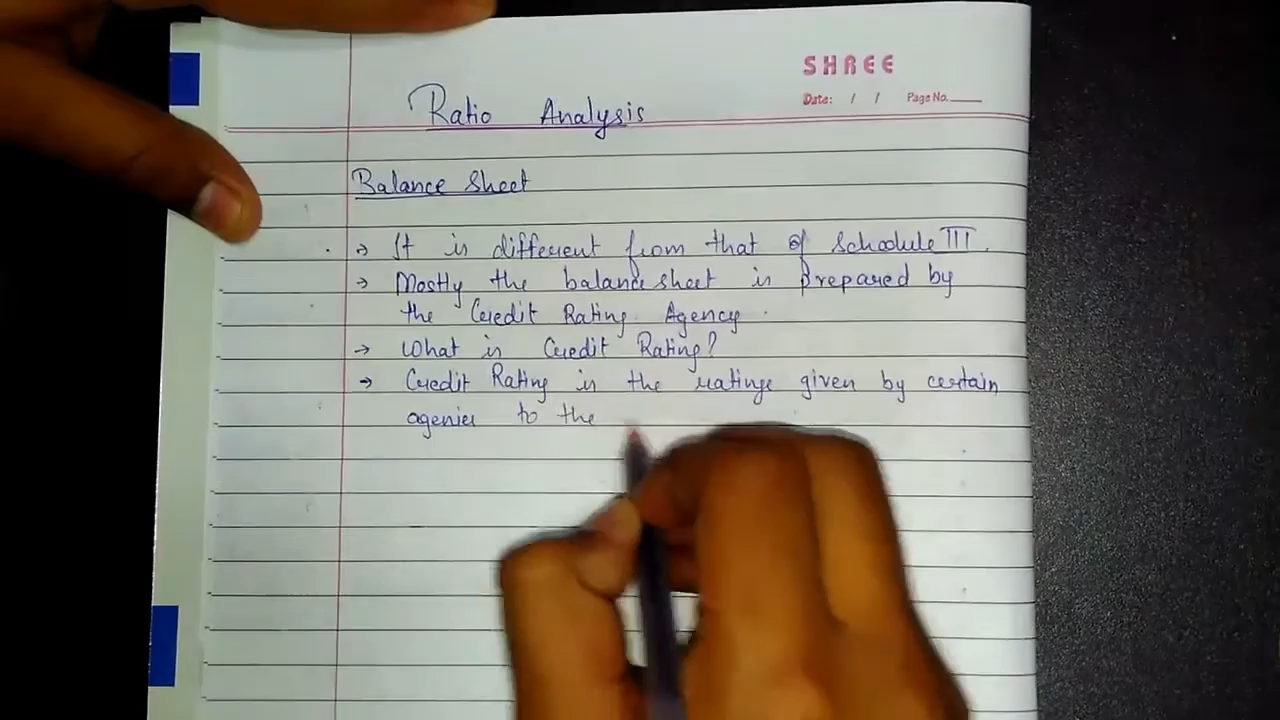 SHREE
Date: / / Page No.
Ratio Analysis
Balance Sheet
→ It is different from that of Schedule III.
→ Mostly the balance sheet is prepared by
the Credit Rating Agency.
→ What is Credit Rating?
→ Credit Rating is the ratings given by certain
agenies to the